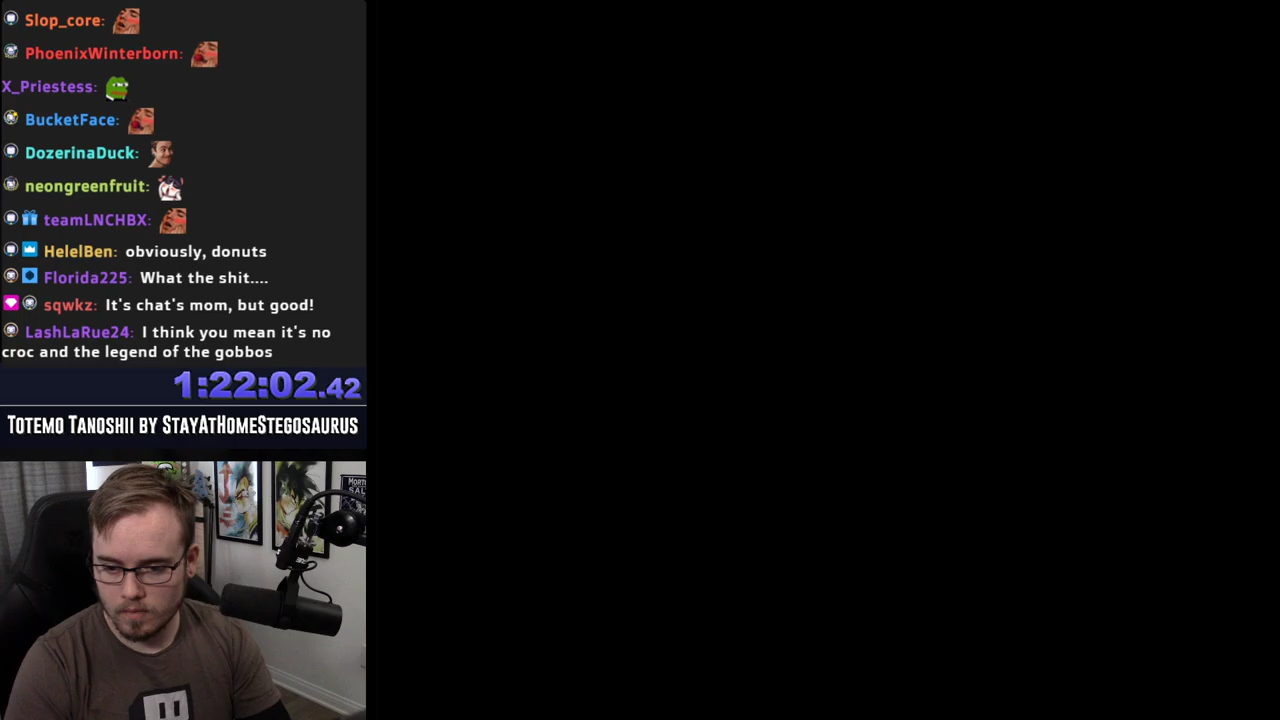 Slop_core:
PhoenixWinterborn:
X_Priestess:
BucketFace:
DozerinaDuck:
neongreenfruit:
teamLNCHBX:
HelelBen: obviously, donuts
Florida225: What the shit....
sqwkz: It's chat's mom, but good!
LashLaRue24: I think you mean it's no
croc and the legend of the gobbos
1:22:02.42
Totemo Tanoshii by StayAtHomeStegosaurus